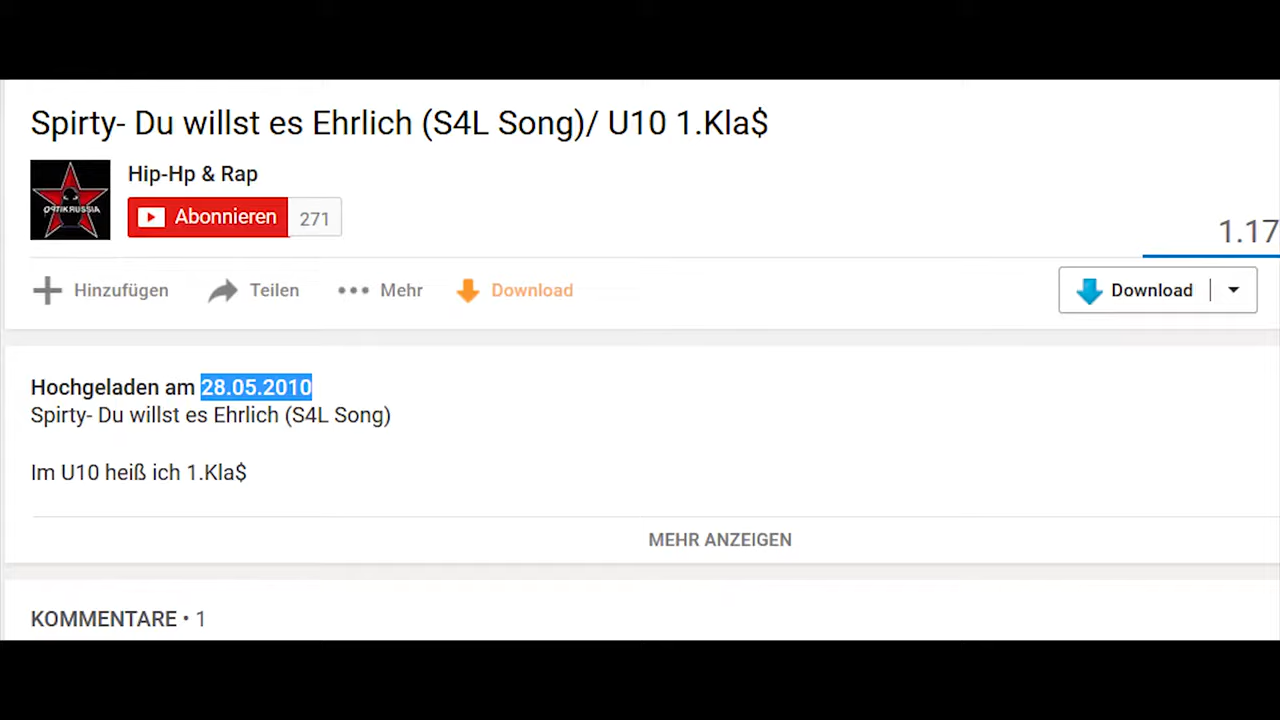 Spirty- Du willst es Ehrlich (S4L Song)/ U10 1.Kla$
Hip-Hp & Rap
OPTIKRUSSIA
Abonnieren 271
1.17
Hinzufügen Teilen Mehr Download Download
Hochgeladen am 28.05.2010
Spirty- Du willst es Ehrlich (S4L Song)
Im U10 heiß ich 1.Kla$
MEHR ANZEIGEN
KOMMENTARE • 1